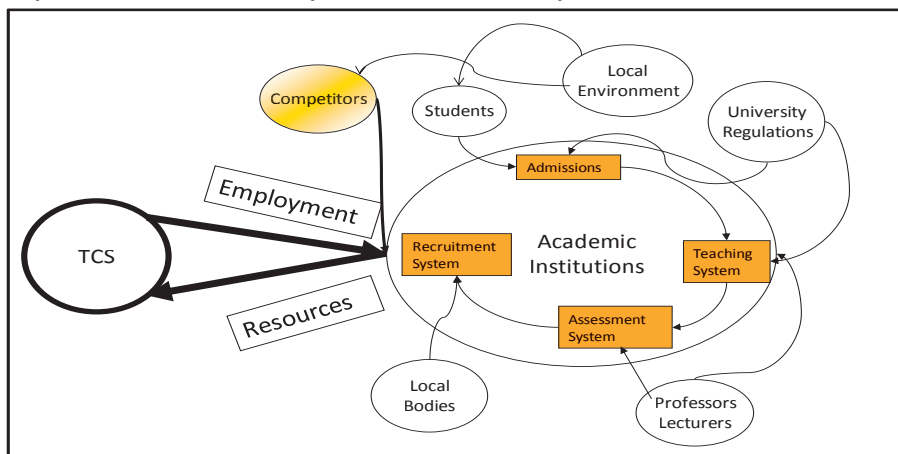 Competitors
Local
Environment
Students
University
Regulations
Admissions
Employment
TCS
Recruitment
System
Academic
Institutions
Teaching
System
Resources
Assessment
System
Local
Bodies
Professors
Lecturers